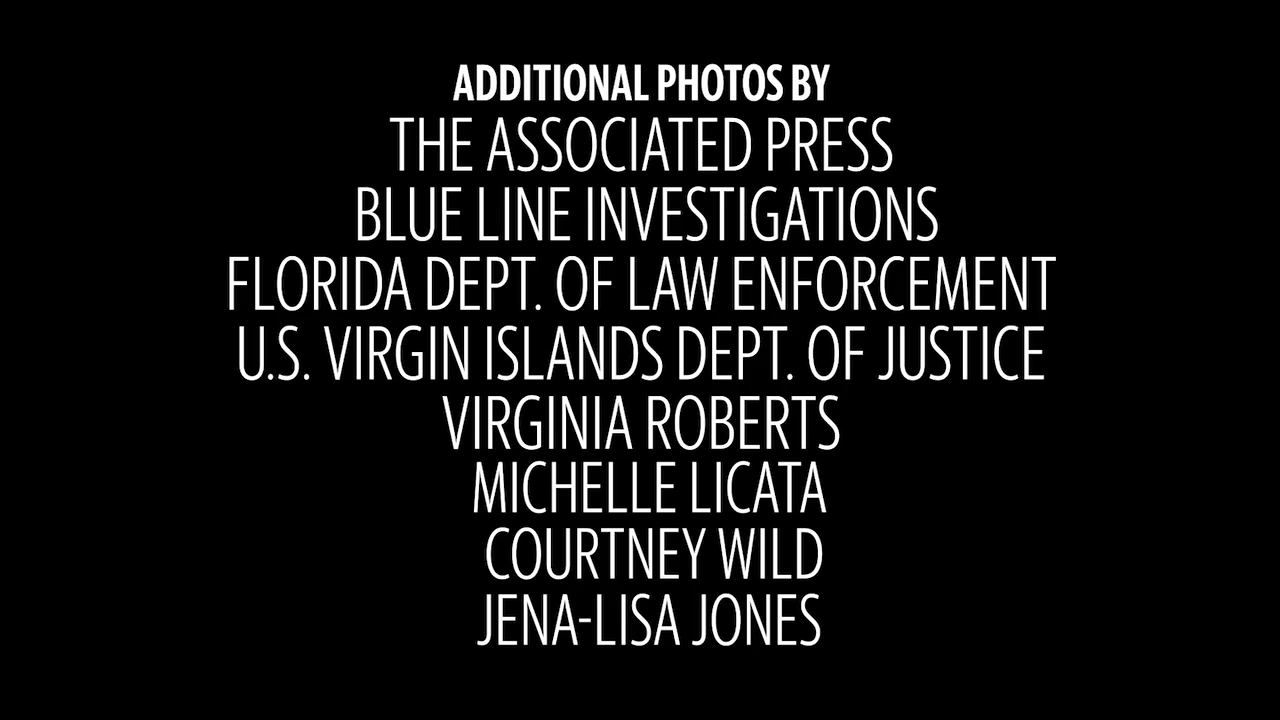 ADDITIONAL PHOTOS BY
THE ASSOCIATED PRESS
BLUE LINE INVESTIGATIONS
FLORIDA DEPT. OF LAW ENFORCEMENT
U.S. VIRGIN ISLANDS DEPT. OF JUSTICE
VIRGINIA ROBERTS
MICHELLE LICATA
COURTNEY WILD
JENA-LISA JONES